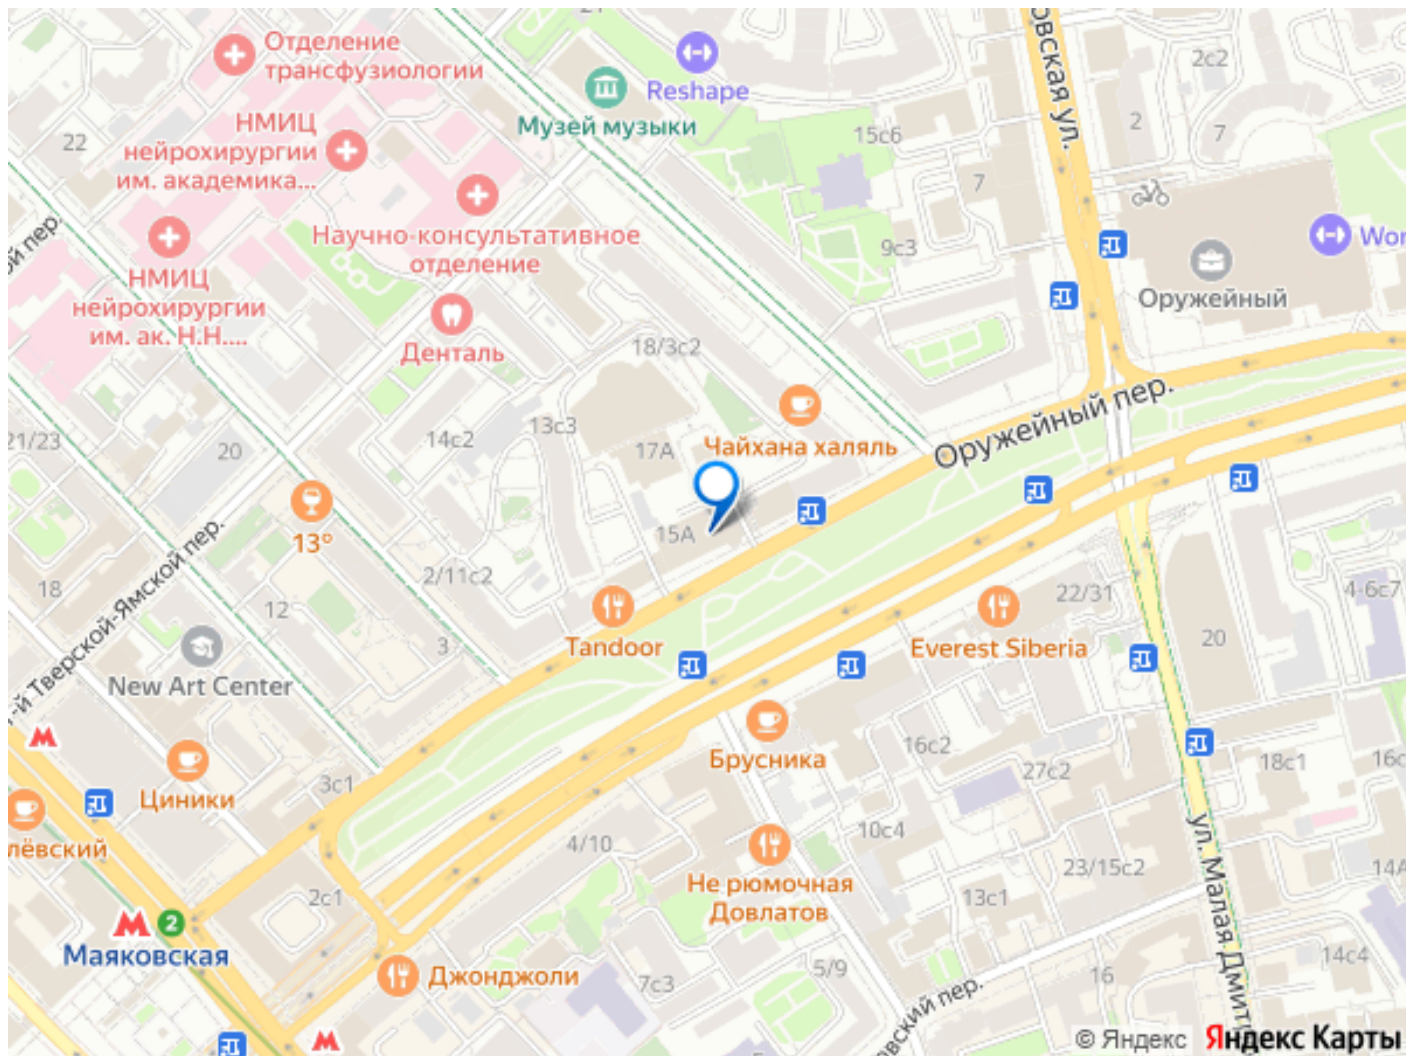 21
Отделение
трансфузиологии
Reshape
2с2
НМИЦ
нейрохирургии
им. академика...
22
Музей музыки
15с6
2
7
7
Научно-консультативное
отделение
9с3
НМИЦ
нейрохирургии
им. ак. Н.Н....
Оружейный
Денталь
18/3с2
Оружейный пер.
13с3
14с2
21/23
20
17А
Чайхана халяль
15А
13°
18
2/11с2
12
3
Tandoor
22/31
4-6с7
20
Everest Siberia
New Art Center
Брусника
16с2
27с2
18с1
3с1
Циники
4/10
10с4
ул. Малая
23/15с2
Не рюмочная
Довлатов
13с1
2с1
2
Маяковская
Джонджоли
7с3
5/9
16
14с4
© Яндекс Яндекс Карты